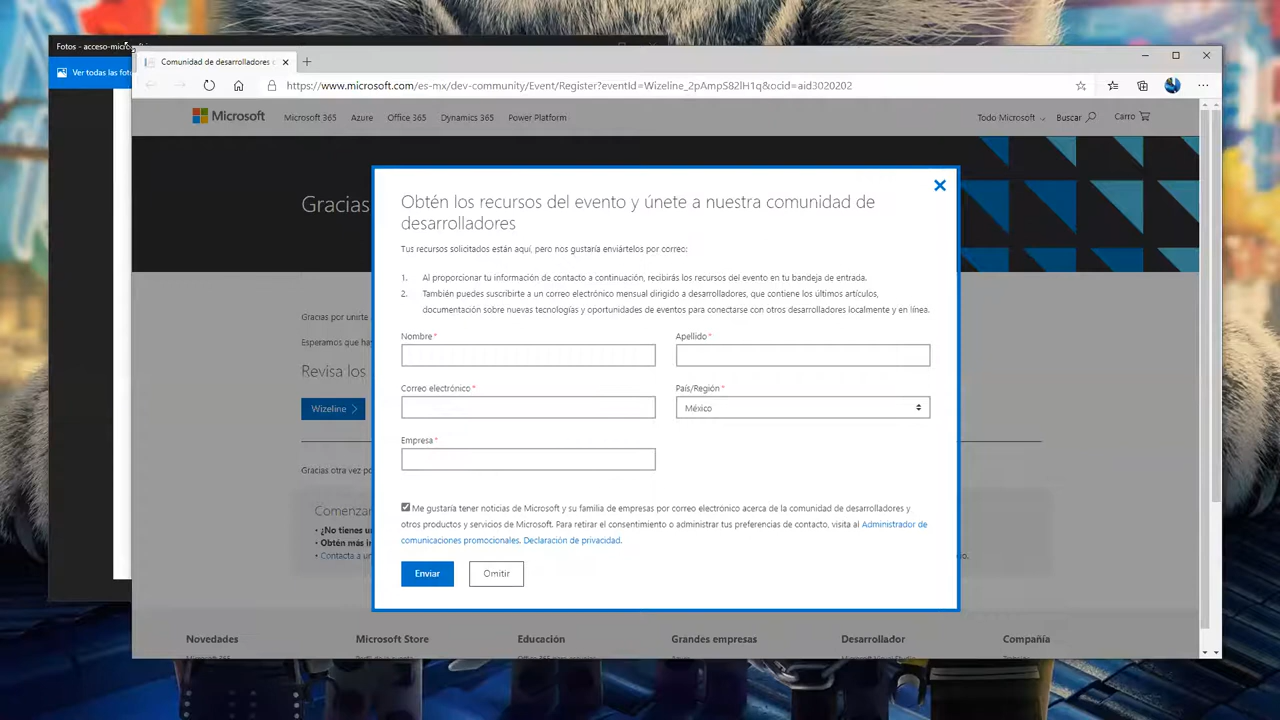 Fotos - acceso-micros
Ver todas las fot
Comunidad de desarrolladores
https://www.microsoft.com/es-mx/dev-community/Event/Register?eventId=Wizeline_2pAmpS82lH1q&ocid=aid3020202
Microsoft
Microsoft 365
Azure
Office 365
Dynamics 365
Power Platform
Todo Microsoft
Buscar
Carro
Gracias
Obtén los recursos del evento y únete a nuestra comunidad de
desarrolladores
Tus recursos solicitados están aquí, pero nos gustaría enviártelos por correo:
1. Al proporcionar tu información de contacto a continuación, recibirás los recursos del evento en tu bandeja de entrada.
2. También puedes suscribirte a un correo electrónico mensual dirigido a desarrolladores, que contiene los últimos artículos,
documentación sobre nuevas tecnologías y oportunidades de eventos para conectarse con otros desarrolladores localmente y en línea.
Nombre *
Apellido *
Correo electrónico *
País/Región *
México
Empresa *
Me gustaría tener noticias de Microsoft y su familia de empresas por correo electrónico acerca de la comunidad de desarrolladores y
otros productos y servicios de Microsoft. Para retirar el consentimiento o administrar tus preferencias de contacto, visita al Administrador de
comunicaciones promocionales. Declaración de privacidad.
Enviar
Omitir
Gracias por unirte
Esperamos que hay
Revisa los
Wizeline
Gracias otra vez po
Comenzar
• ¿No tienes u
• Obtén más in
• Contacta a un
o.
Novedades
Microsoft Store
Educación
Grandes empresas
Desarrollador
Compañía